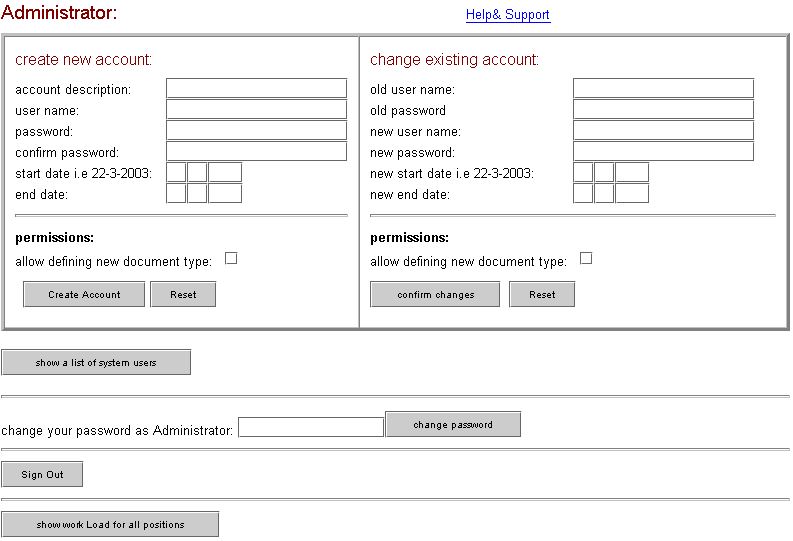 Administrator:
Help& Support
create new account:
account description:
user name:
password:
confirm password:
start date i.e 22-3-2003:
end date:
permissions:
allow defining new document type:
Create Account
Reset
change existing account:
old user name:
old password
new user name:
new password:
new start date i.e 22-3-2003:
new end date:
permissions:
allow defining new document type:
confirm changes
Reset
show a list of system users
change your password as Administrator:
change password
Sign Out
show work Load for all positions